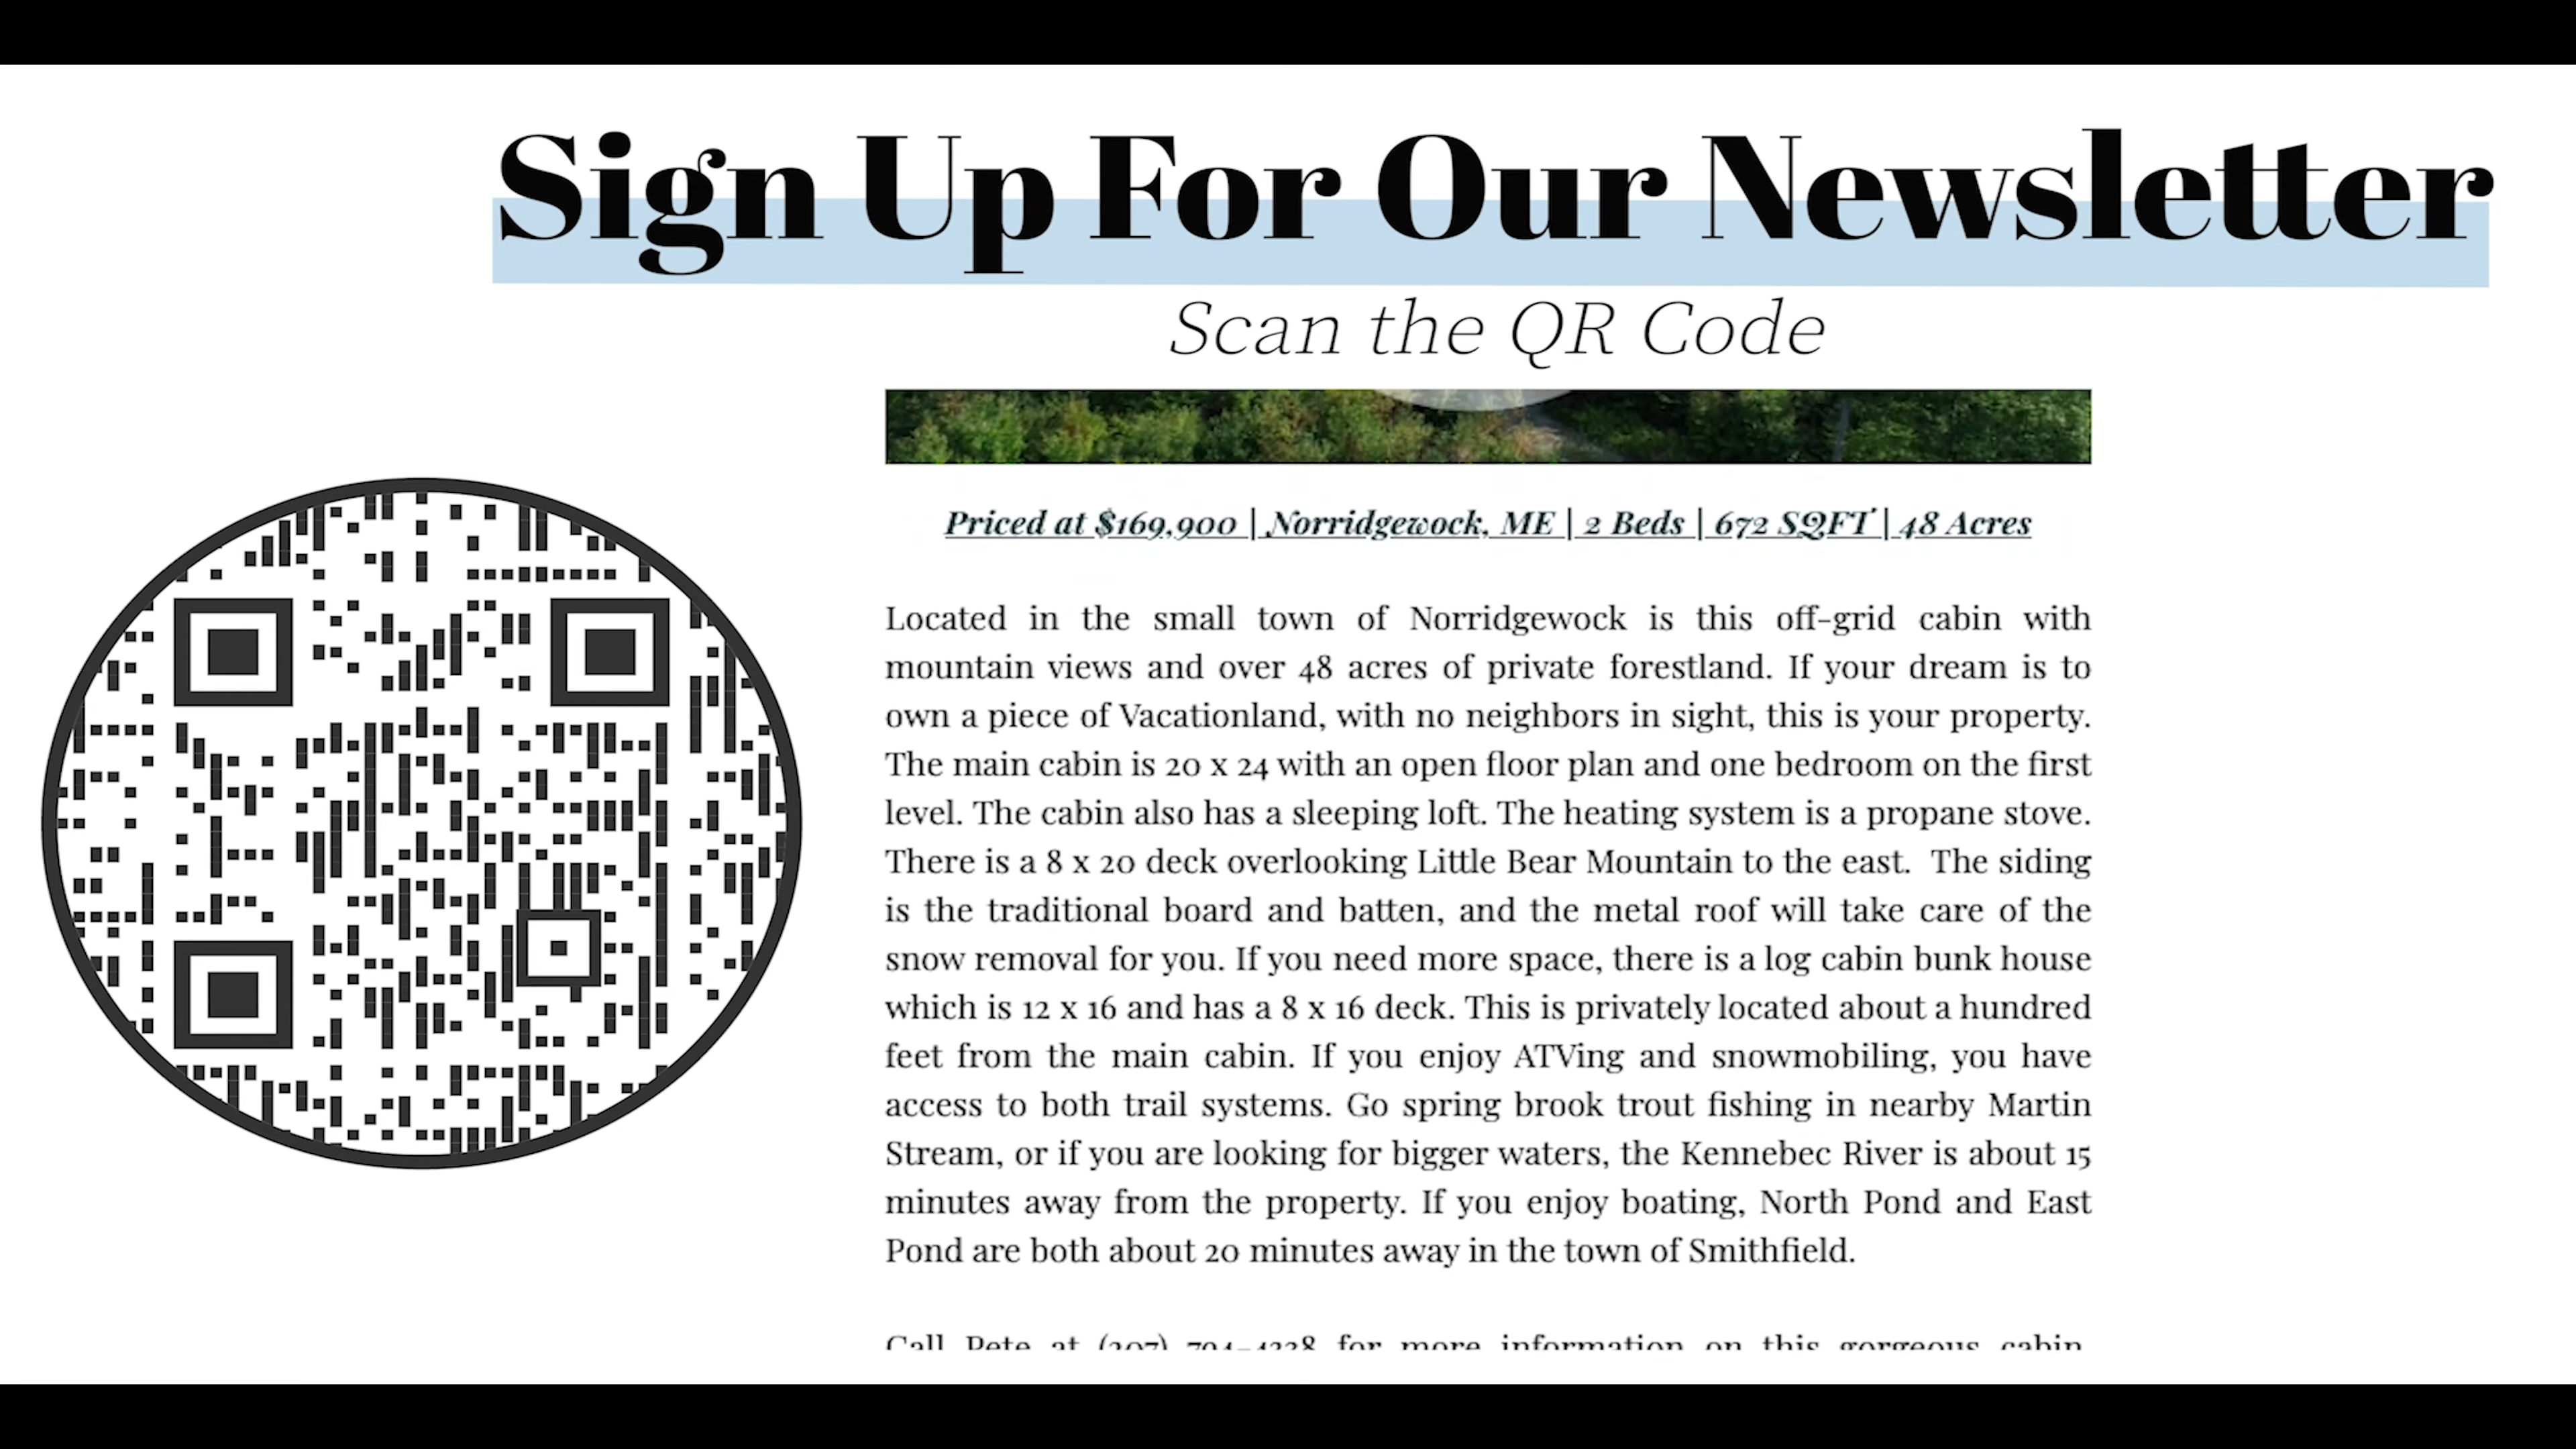 Sign Up For Our Newsletter
Scan the QR Code
Priced at $169,900 | Norridgewock, ME | 2 Beds | 672 SQFT | 48 Acres
Located in the small town of Norridgewock is this off-grid cabin with
mountain views and over 48 acres of private forestland. If your dream is to
own a piece of Vacationland, with no neighbors in sight, this is your property.
The main cabin is 20 x 24 with an open floor plan and one bedroom on the first
level. The cabin also has a sleeping loft. The heating system is a propane stove.
There is a 8 x 20 deck overlooking Little Bear Mountain to the east. The siding
is the traditional board and batten, and the metal roof will take care of the
snow removal for you. If you need more space, there is a log cabin bunk house
which is 12 x 16 and has a 8 x 16 deck. This is privately located about a hundred
feet from the main cabin. If you enjoy ATVing and snowmobiling, you have
access to both trail systems. Go spring brook trout fishing in nearby Martin
Stream, or if you are looking for bigger waters, the Kennebec River is about 15
minutes away from the property. If you enjoy boating, North Pond and East
Pond are both about 20 minutes away in the town of Smithfield.
Call Pete at (207) for more information on this gorgeous cabin